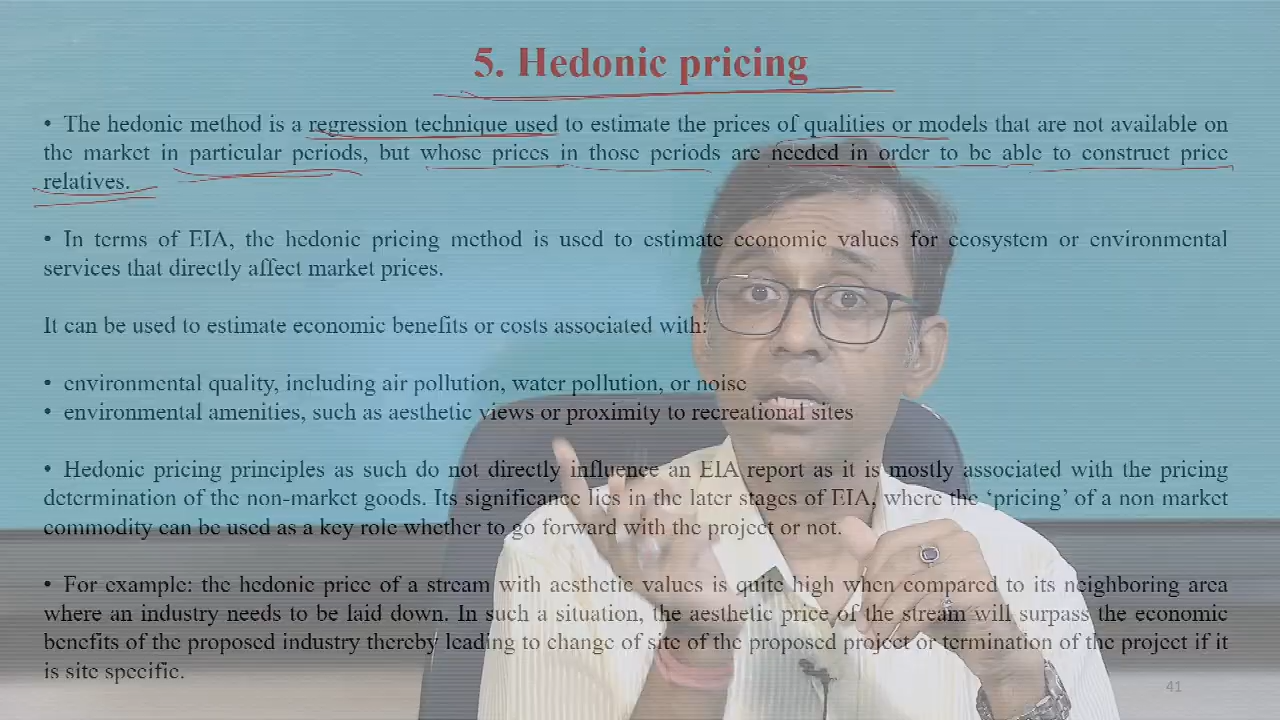 5. Hedonic pricing
• The hedonic method is a regression technique used to estimate the prices of qualities or models that are not available on
the market in particular periods, but whose prices in those periods are needed in order to be able to construct price
relatives.
• In terms of EIA, the hedonic pricing method is used to estimate economic values for ecosystem or environmental
services that directly affect market prices.
It can be used to estimate economic benefits or costs associated with:
• environmental quality, including air pollution, water pollution, or noise
• environmental amenities, such as aesthetic views or proximity to recreational sites
• Hedonic pricing principles as such do not directly influence an EIA report as it is mostly associated with the pricing
determination of the non-market goods. Its significance lies in the later stages of EIA, where the ‘pricing’ of a non market
commodity can be used as a key role whether to go forward with the project or not.
• For example: the hedonic price of a stream with aesthetic values is quite high when compared to its neighboring area
where an industry needs to be laid down. In such a situation, the aesthetic price of the stream will surpass the economic
benefits of the proposed industry thereby leading to change of site of the proposed project or termination of the project if it
is site specific.
41